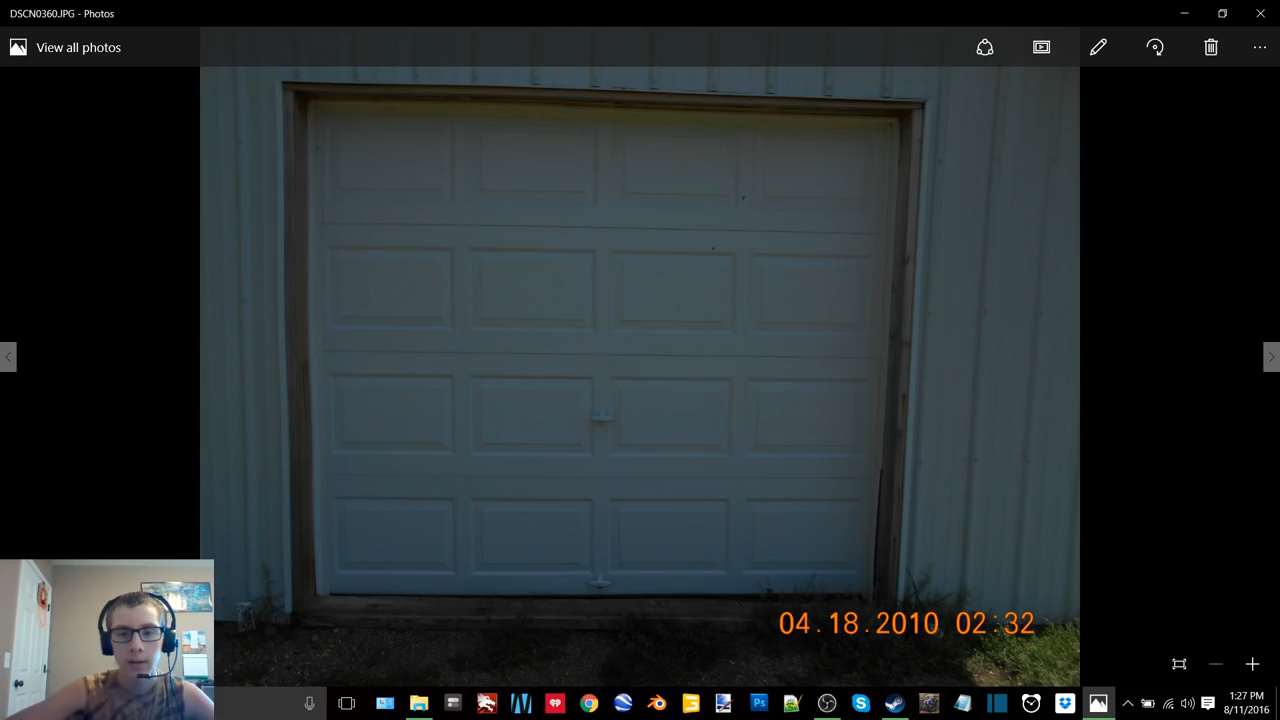 DSCN0360.JPG - Photos
View all photos
04.18.2010 02:32
1:27 PM
8/11/2016